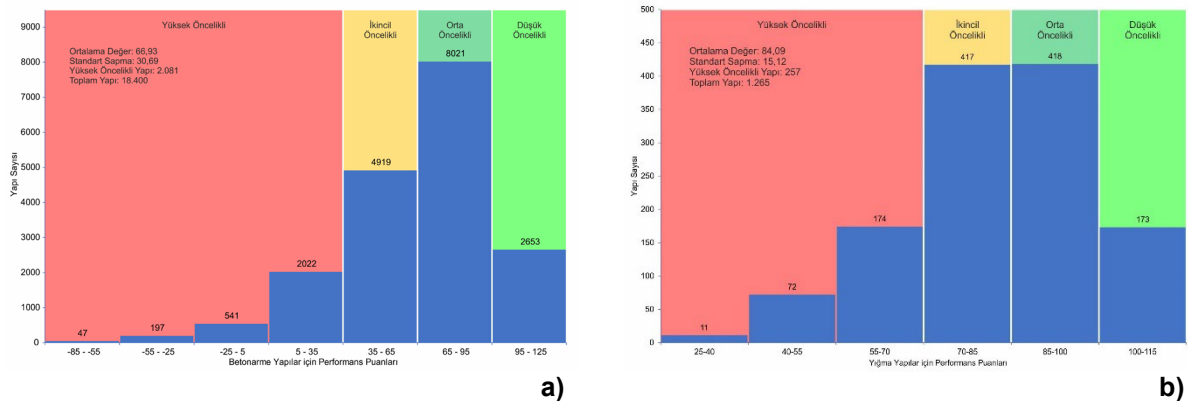 Yüksek Öncelikli
İkincil
Öncelikli
Orta
Öncelikli
Düşük
Öncelikli
Ortalama Değer: 66,93
Standart Sapma: 30,69
Yüksek Öncelikli Yapı: 2.081
Toplam Yapı: 18.400
9000
8000
7000
6000
5000
4000
3000
2000
1000
0
Yapı Sayısı
47
197
541
2022
4919
8021
2653
-85 - -55
-55 - -25
-25 - 5
5 - 35
35 - 65
65 - 95
95 - 125
Betonarme Yapılar için Performans Puanları
a)
Yüksek Öncelikli
İkincil
Öncelikli
Orta
Öncelikli
Düşük
Öncelikli
Ortalama Değer: 84,09
Standart Sapma: 15,12
Yüksek Öncelikli Yapı: 257
Toplam Yapı: 1.265
500
450
400
350
300
250
200
150
100
50
0
Yapı Sayısı
11
72
174
417
418
173
25-40
40-55
55-70
70-85
85-100
100-115
Yığma Yapılar için Performans Puanları
b)